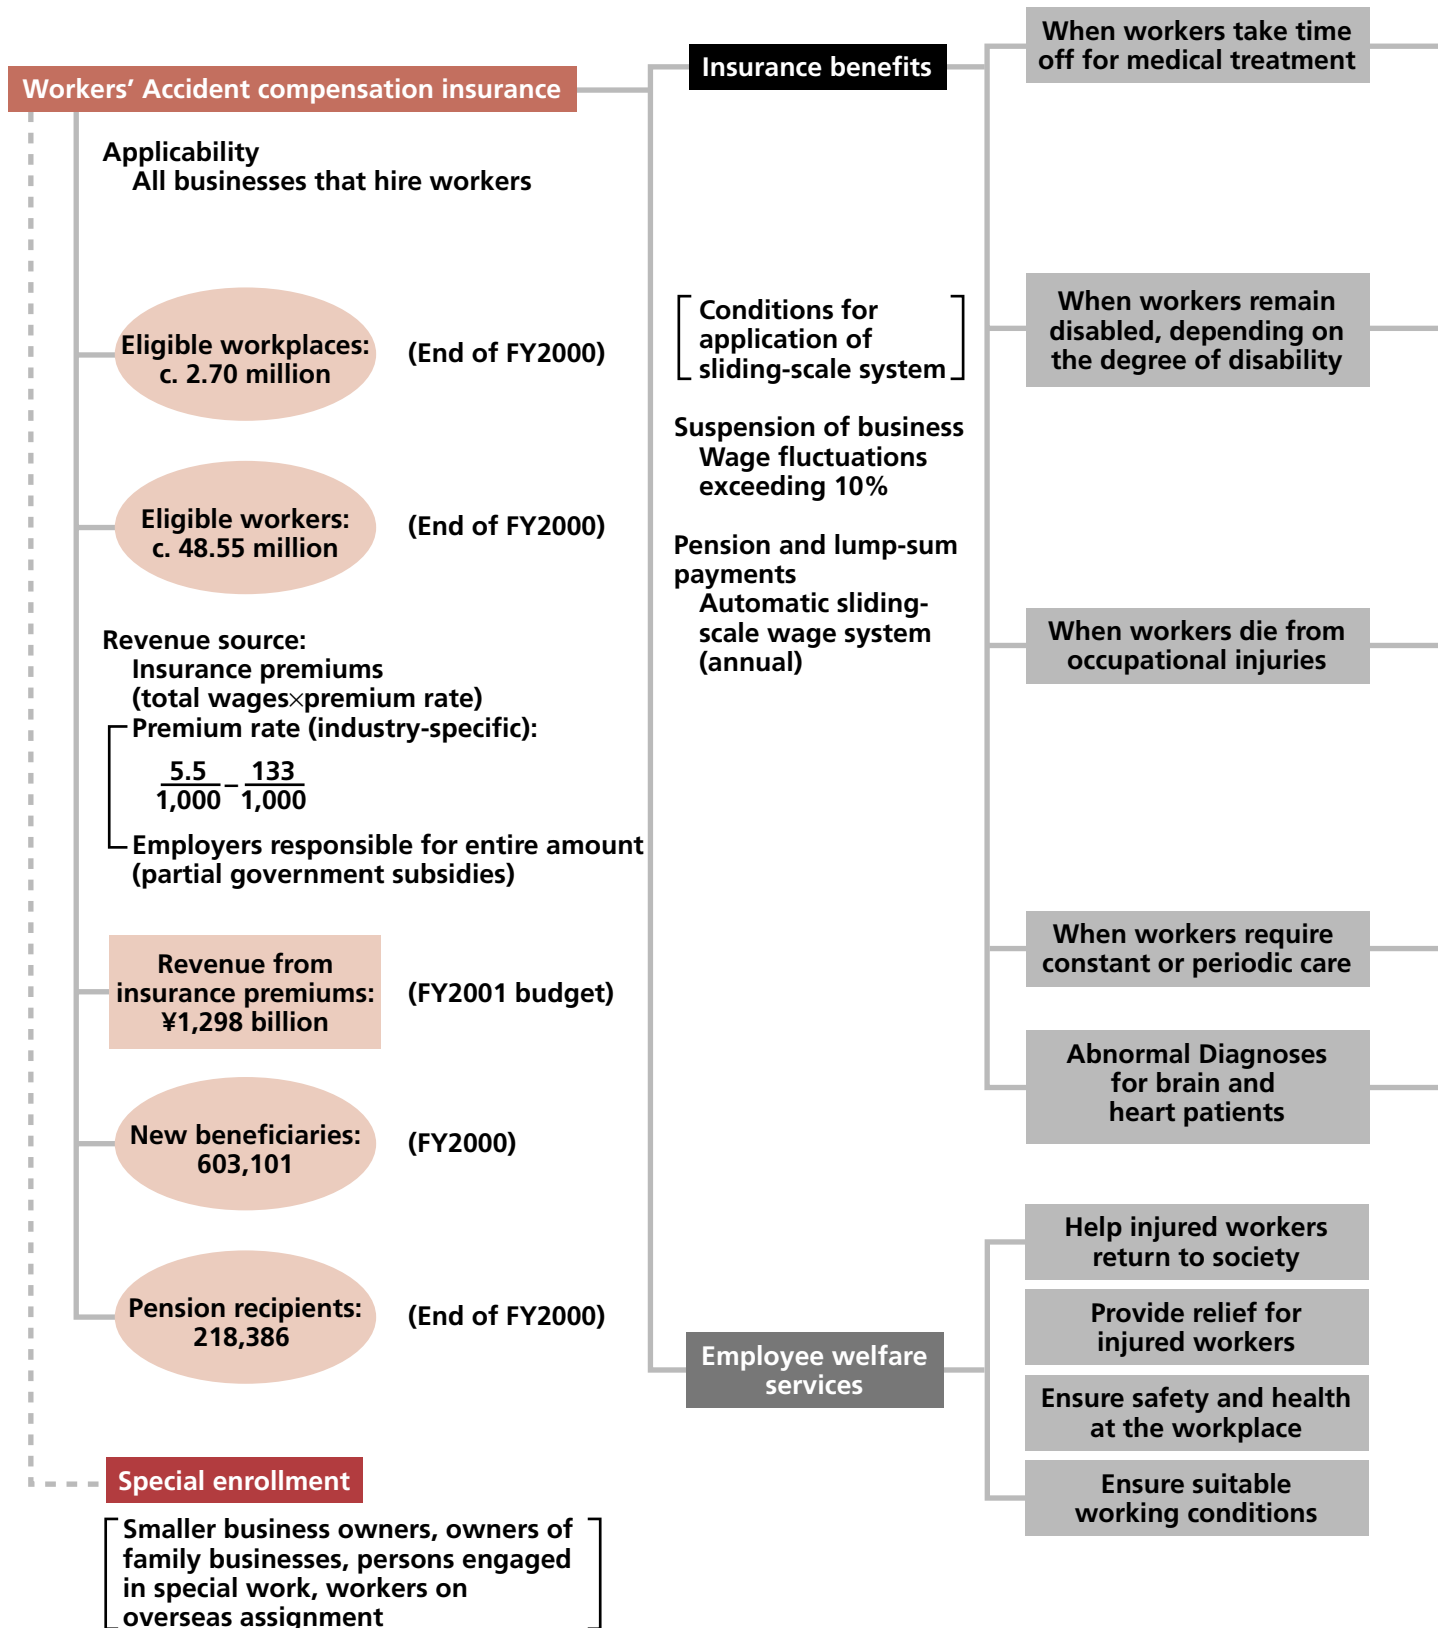 Workers’ Accident compensation insurance
Applicability
All businesses that hire workers
Eligible workplaces:
c. 2.70 million
(End of FY2000)
Eligible workers:
c. 48.55 million
(End of FY2000)
Revenue source:
Insurance premiums
(total wages×premium rate)
Premium rate (industry-specific):
5.5/1,000 – 133/1,000
Employers responsible for entire amount
(partial government subsidies)
Revenue from
insurance premiums:
¥1,298 billion
(FY2001 budget)
New beneficiaries:
603,101
(FY2000)
Pension recipients:
218,386
(End of FY2000)
Special enrollment
Smaller business owners, owners of
family businesses, persons engaged
in special work, workers on
overseas assignment
Insurance benefits
Conditions for
application of
sliding-scale system
Suspension of business
Wage fluctuations
exceeding 10%
Pension and lump-sum
payments
Automatic sliding-
scale wage system
(annual)
Employee welfare
services
When workers take time
off for medical treatment
When workers remain
disabled, depending on
the degree of disability
When workers die from
occupational injuries
When workers require
constant or periodic care
Abnormal Diagnoses
for brain and
heart patients
Help injured workers
return to society
Provide relief for
injured workers
Ensure safety and health
at the workplace
Ensure suitable
working conditions